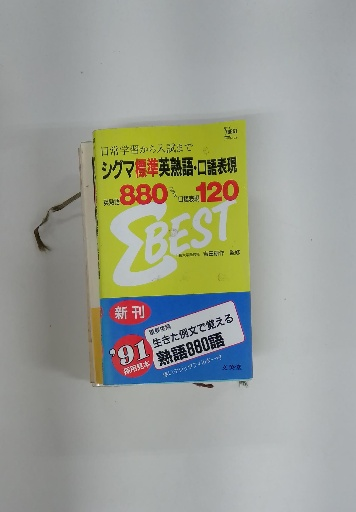 日常学習から入試まで
シグマ標準英熟語・口語表現
英熟語880 口語表現120
ΣBEST
新刊
'91
採用見本
生きた例文で覚える
熟語880語
文英堂